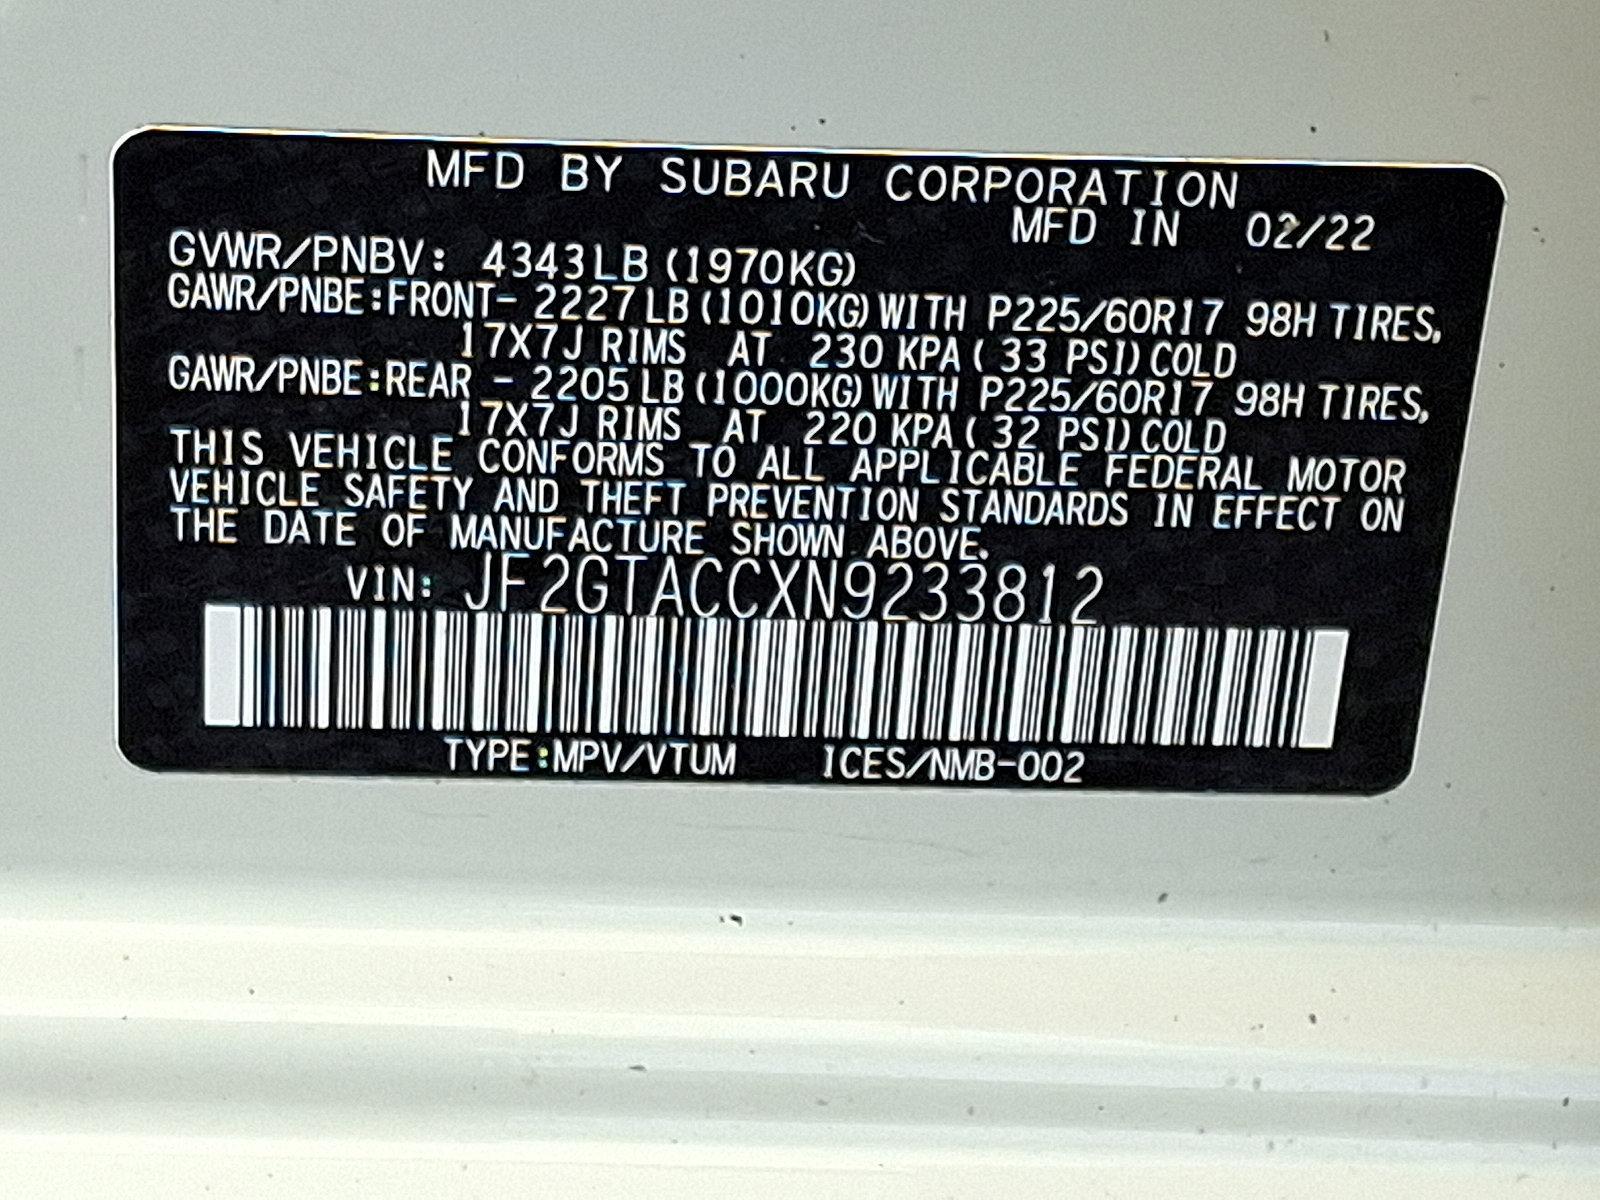 MFD BY SUBARU CORPORATION
MFD IN 02/22
GVWR/PNBV: 4343LB (1970KG)
GAWR/PNBE:FRONT- 2227LB (1010KG) WITH P225/60R17 98H TIRES,
17X7J RIMS AT 230 KPA ( 33 PSI) COLD
GAWR/PNBE:REAR - 2205LB (1000KG) WITH P225/60R17 98H TIRES,
17X7J RIMS AT 220 KPA ( 32 PSI) COLD
THIS VEHICLE CONFORMS TO ALL APPLICABLE FEDERAL MOTOR
VEHICLE SAFETY AND THEFT PREVENTION STANDARDS IN EFFECT ON
THE DATE OF MANUFACTURE SHOWN ABOVE.
VIN: JF2GTACCXN9233812
TYPE:MPV/VTUM ICES/NMB-002